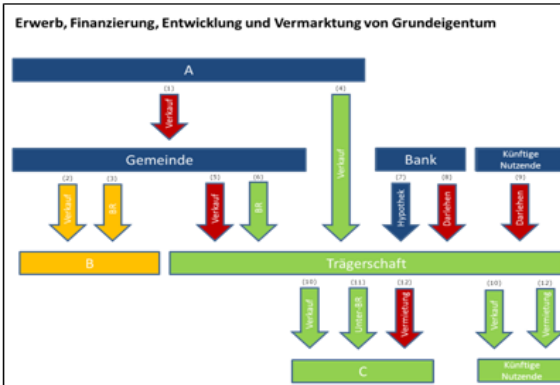 Erwerb, Finanzierung, Entwicklung und Vermarktung von Grundeigentum
A
(1)
(4)
Verkauf
Verkauf
Gemeinde
Bank
Künftige
Nutzende
(2)
(3)
(5)
(6)
(7)
(8)
(9)
Verkauf
BR
Verkauf
BR
Hypothek
Darlehen
Darlehen
B
Trägerschaft
(10)
(11)
(12)
(10)
(12)
Verkauf
Unter-BR
Vermietung
Verkauf
Vermietung
C
Künftige
Nutzende